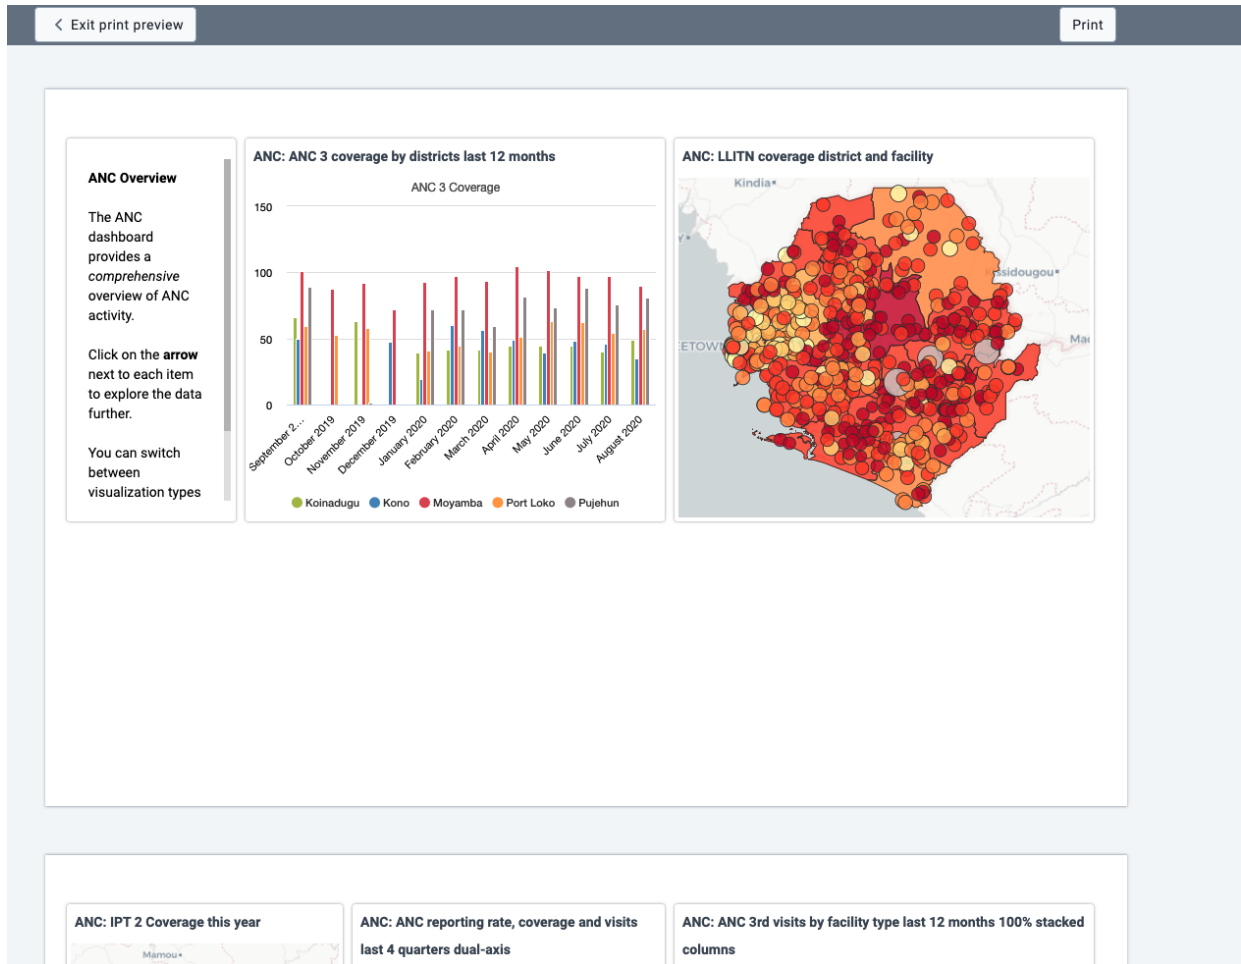 Exit print preview
Print
ANC Overview
The ANC
dashboard
provides a
comprehensive
overview of ANC
activity.
Click on the arrow
next to each item
to explore the data
further.
You can switch
between
visualization types
ANC: ANC 3 coverage by districts last 12 months
ANC 3 Coverage
150
100
50
0
September 2...
October 2019
November 2019
December 2019
January 2020
February 2020
March 2020
April 2020
May 2020
June 2020
July 2020
August 2020
Koinadugu
Kono
Moyamba
Port Loko
Pujehun
ANC: LLITN coverage district and facility
Kindia
ssidougou
EETOWN
Mac
ANC: IPT 2 Coverage this year
Mamou
ANC: ANC reporting rate, coverage and visits
last 4 quarters dual-axis
ANC: ANC 3rd visits by facility type last 12 months 100% stacked
columns